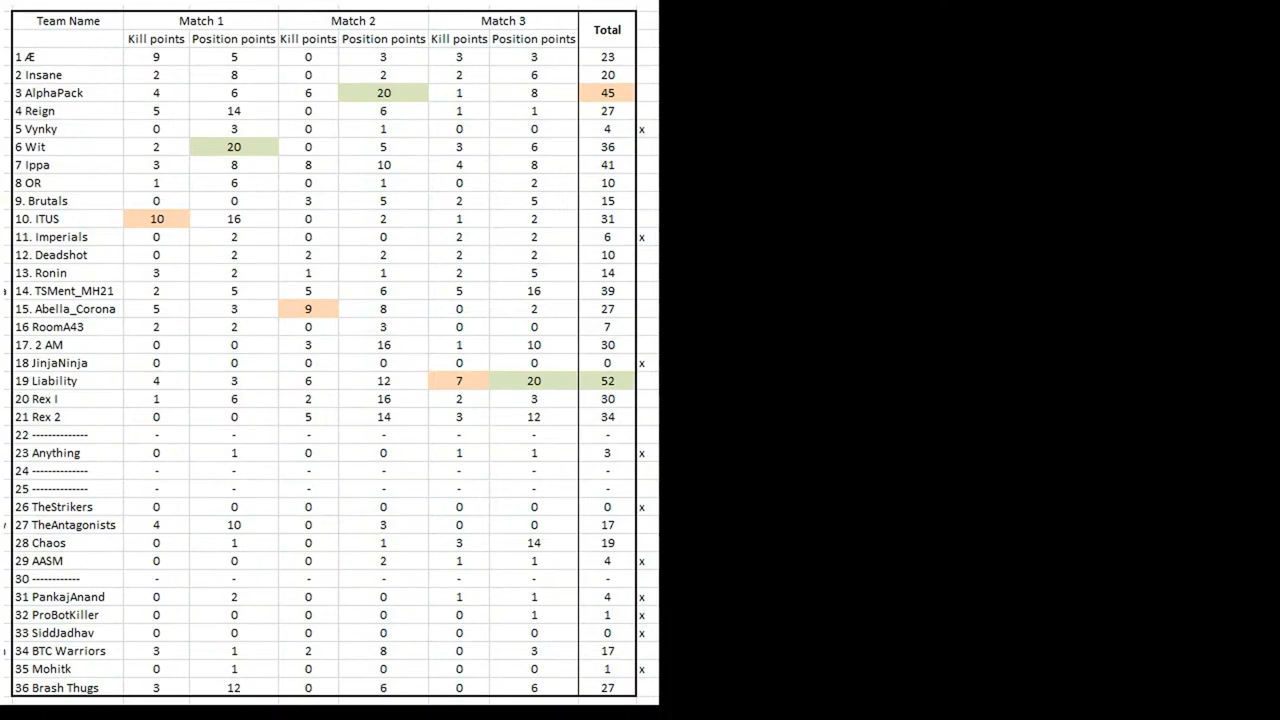 Team Name Match 1 Match 2 Match 3 Total
Kill points Position points Kill points Position points Kill points Position points
1 Æ 9 5 0 3 3 3 23
2 Insane 2 8 0 2 2 6 20
3 AlphaPack 4 6 6 20 1 8 45
4 Reign 5 14 0 6 1 1 27
5 Vynky 0 3 0 1 0 0 4 x
6 Wit 2 20 0 5 3 6 36
7 Ippa 3 8 8 10 4 8 41
8 OR 1 6 0 1 0 2 10
9. Brutals 0 0 3 5 2 5 15
10. ITUS 10 16 0 2 1 2 31
11. Imperials 0 2 0 0 2 2 6 x
12. Deadshot 0 2 2 2 2 2 10
13. Ronin 3 2 1 1 2 5 14
14. TSMent_MH21 2 5 5 6 5 16 39
15. Abella_Corona 5 3 9 8 0 2 27
16 RoomA43 2 2 0 3 0 0 7
17. 2 AM 0 0 3 16 1 10 30
18 JinjaNinja 0 0 0 0 0 0 0 x
19 Liability 4 3 6 12 7 20 52
20 Rex I 1 6 2 16 2 3 30
21 Rex 2 0 0 5 14 3 12 34
22 -------------- - - - - - - -
23 Anything 0 1 0 0 1 1 3 x
24 -------------- - - - - - - -
25 -------------- - - - - - - -
26 TheStrikers 0 0 0 0 0 0 0 x
27 TheAntagonists 4 10 0 3 0 0 17
28 Chaos 0 1 0 1 3 14 19
29 AASM 0 0 0 2 1 1 4 x
30 ------------ - - - - - - -
31 PankajAnand 0 2 0 0 1 1 4 x
32 ProBotKiller 0 0 0 0 0 1 1 x
33 SiddJadhav 0 0 0 0 0 0 0 x
34 BTC Warriors 3 1 2 8 0 3 17
35 Mohitk 0 1 0 0 0 0 1 x
36 Brash Thugs 3 12 0 6 0 6 27